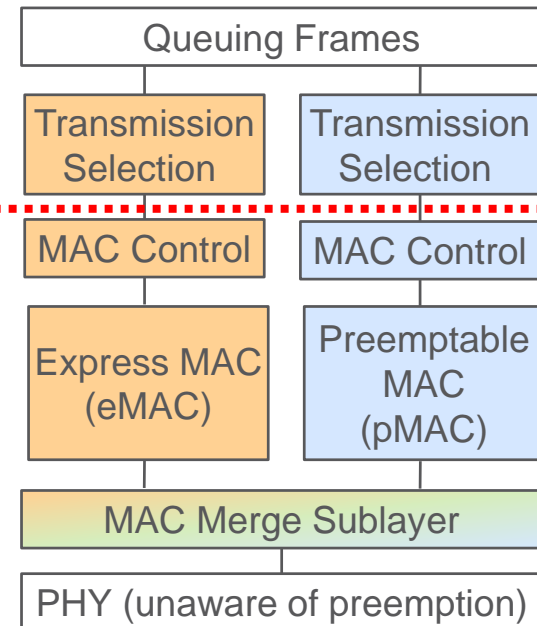 Queuing Frames
Transmission
Selection
Transmission
Selection
MAC Control
MAC Control
Express MAC
(eMAC)
Preemptable
MAC
(pMAC)
MAC Merge Sublayer
PHY (unaware of preemption)